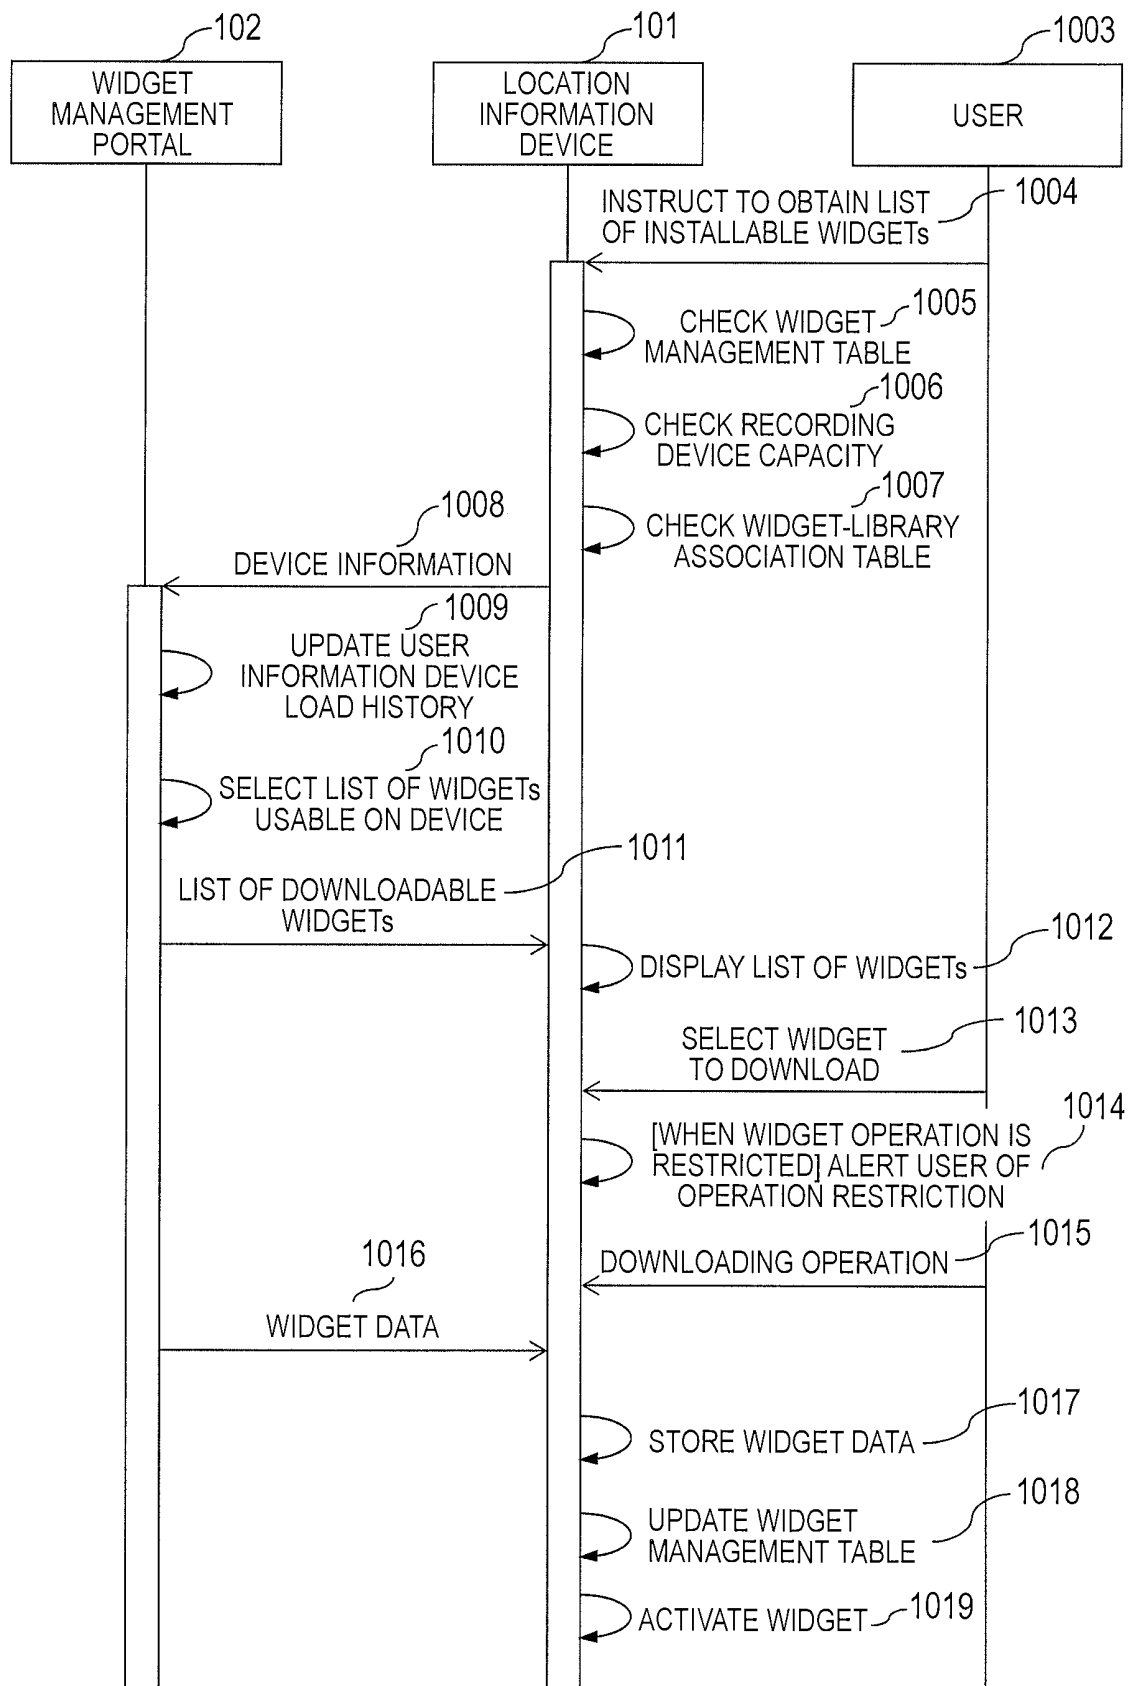 102
101
1003
WIDGET
MANAGEMENT
PORTAL
LOCATION
INFORMATION
DEVICE
USER
INSTRUCT TO OBTAIN LIST
OF INSTALLABLE WIDGETs
1004
CHECK WIDGET
MANAGEMENT TABLE
1005
1006
CHECK RECORDING
DEVICE CAPACITY
1007
CHECK WIDGET-LIBRARY
ASSOCIATION TABLE
1008
DEVICE INFORMATION
1009
UPDATE USER
INFORMATION DEVICE
LOAD HISTORY
1010
SELECT LIST OF WIDGETs
USABLE ON DEVICE
1011
LIST OF DOWNLOADABLE
WIDGETs
1012
DISPLAY LIST OF WIDGETs
1013
SELECT WIDGET
TO DOWNLOAD
1014
[WHEN WIDGET OPERATION IS
RESTRICTED] ALERT USER OF
OPERATION RESTRICTION
1015
DOWNLOADING OPERATION
1016
WIDGET DATA
1017
STORE WIDGET DATA
1018
UPDATE WIDGET
MANAGEMENT TABLE
ACTIVATE WIDGET
1019